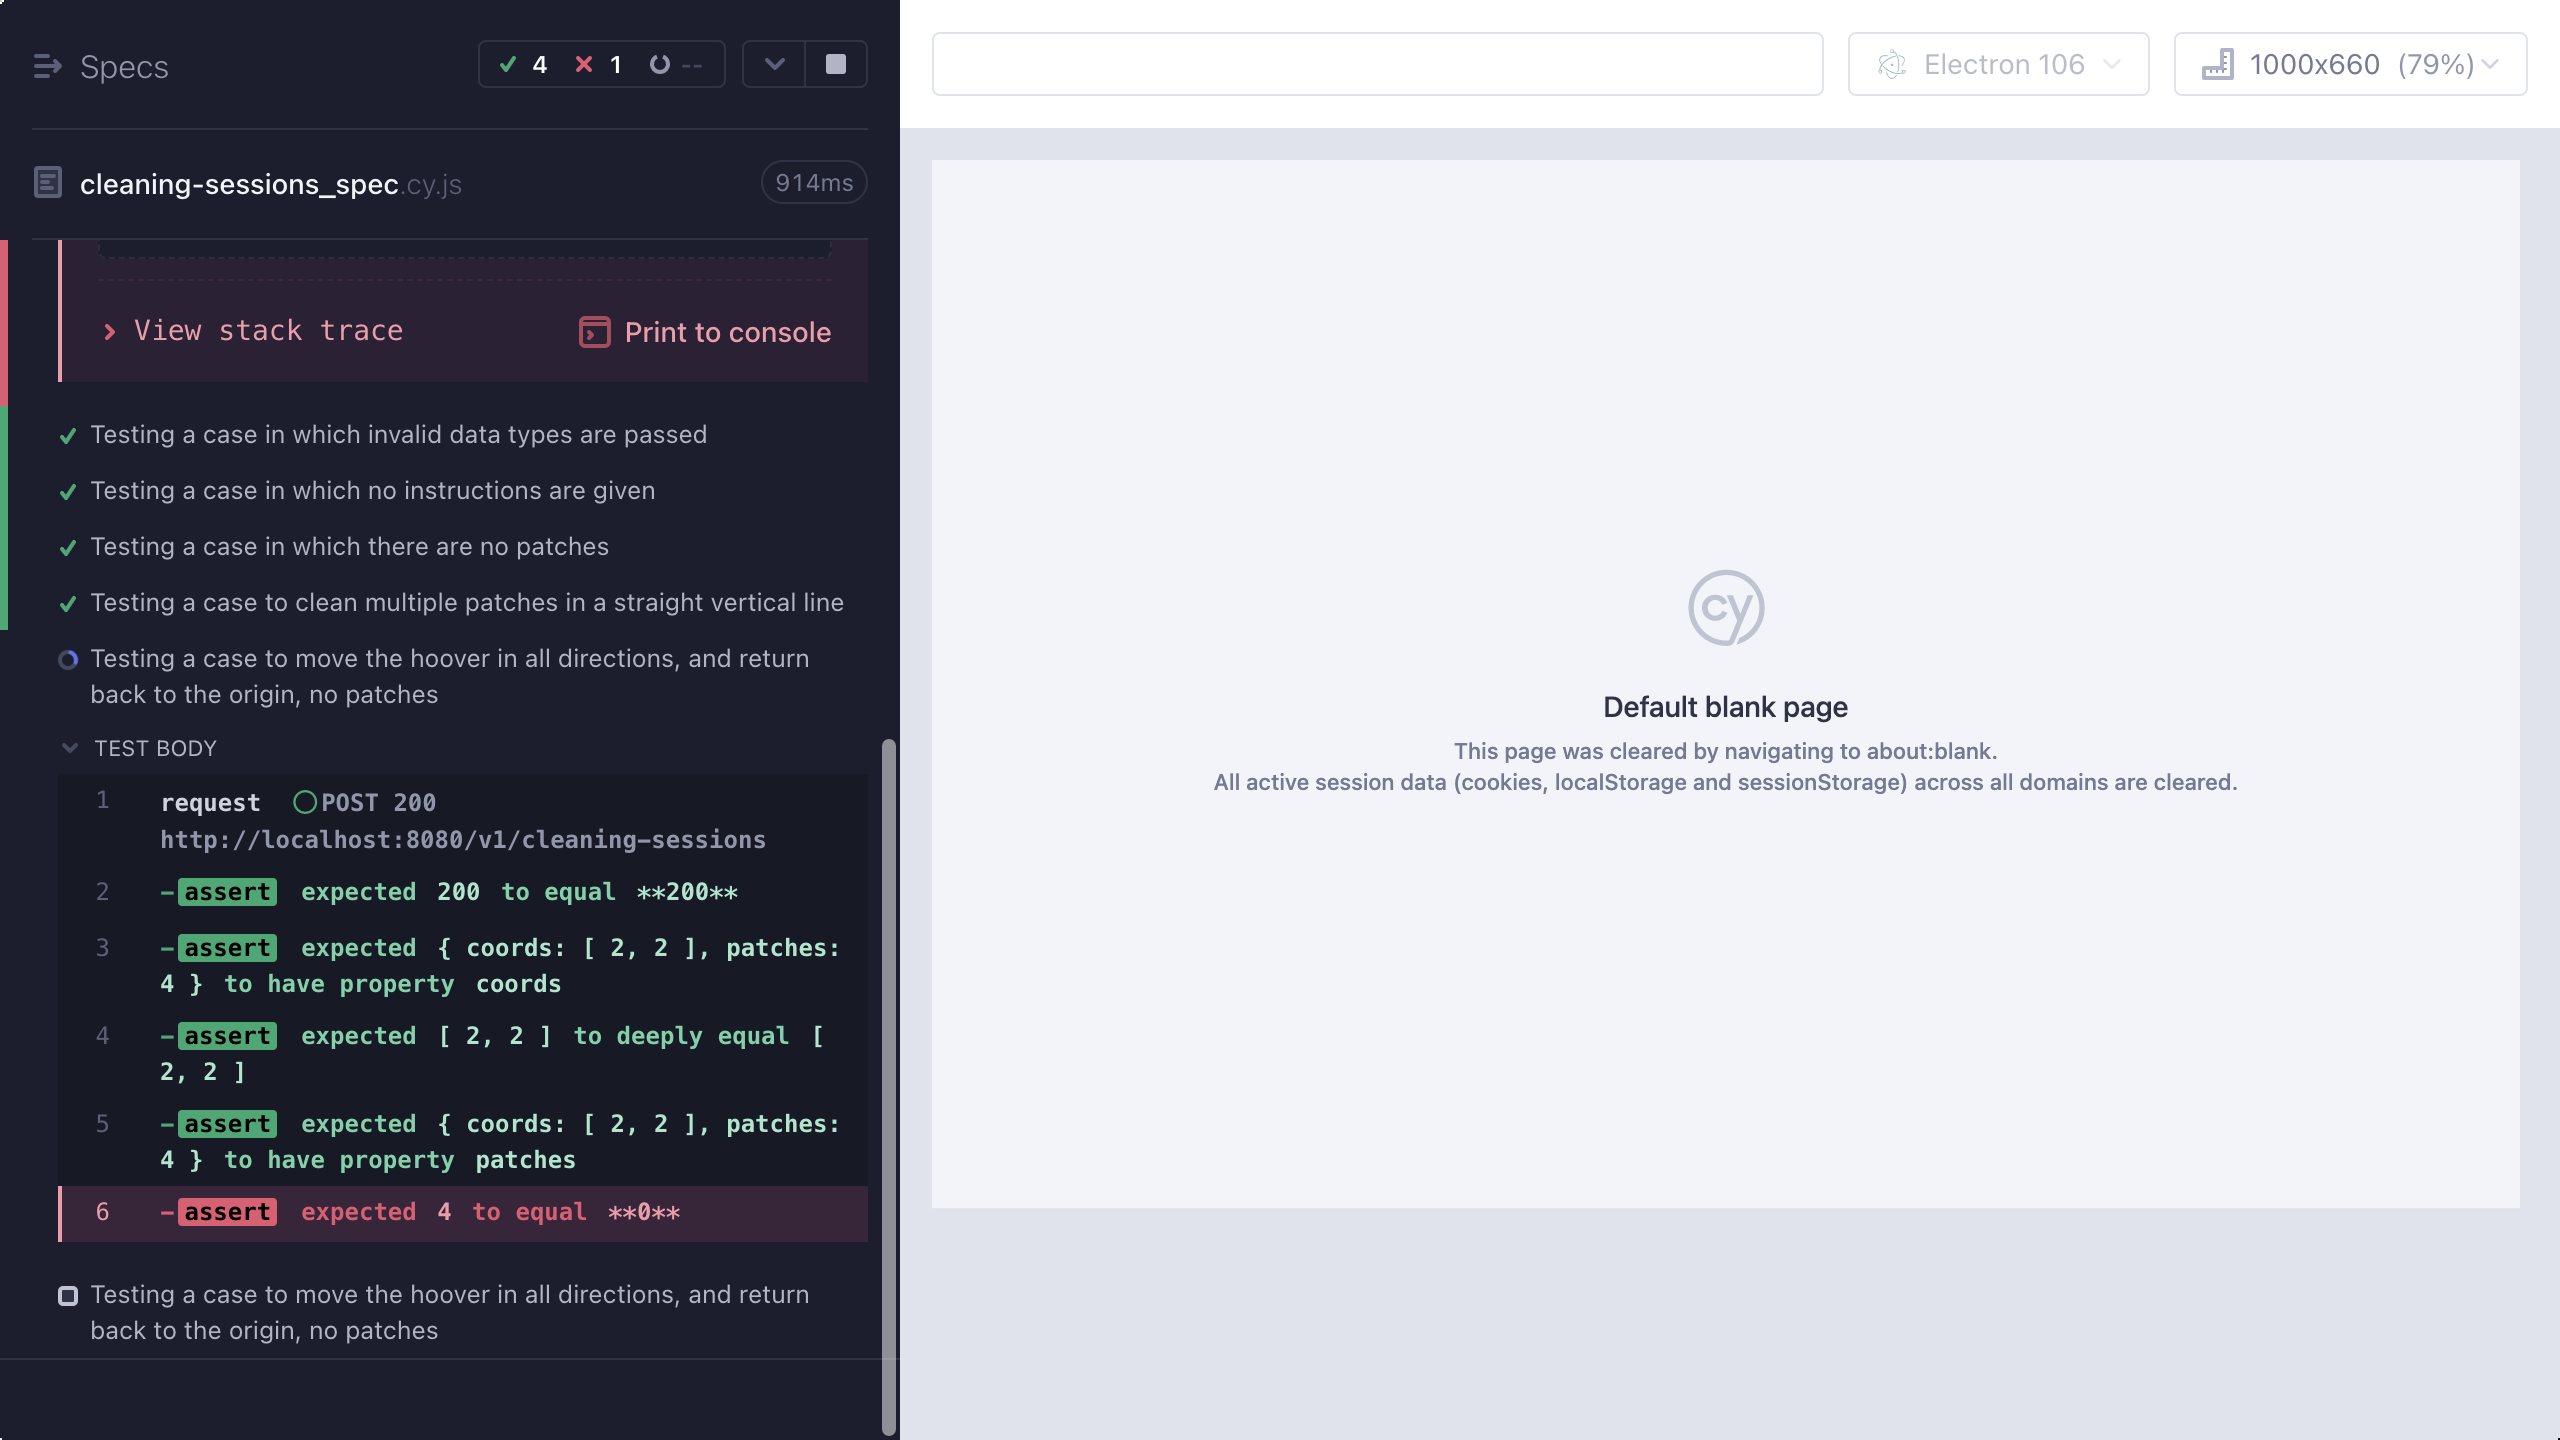 Specs
4 1 --
cleaning-sessions_spec.cy.js
914ms
View stack trace
Print to console
Testing a case in which invalid data types are passed
Testing a case in which no instructions are given
Testing a case in which there are no patches
Testing a case to clean multiple patches in a straight vertical line
Testing a case to move the hoover in all directions, and return
back to the origin, no patches
TEST BODY
1 request POST 200
http://localhost:8080/v1/cleaning-sessions
2 -assert expected 200 to equal **200**
3 -assert expected { coords: [ 2, 2 ], patches:
4 } to have property coords
4 -assert expected [ 2, 2 ] to deeply equal [
2, 2 ]
5 -assert expected { coords: [ 2, 2 ], patches:
4 } to have property patches
6 -assert expected 4 to equal **0**
Testing a case to move the hoover in all directions, and return
back to the origin, no patches
Electron 106
1000x660 (79%)
cy
Default blank page
This page was cleared by navigating to about:blank.
All active session data (cookies, localStorage and sessionStorage) across all domains are cleared.